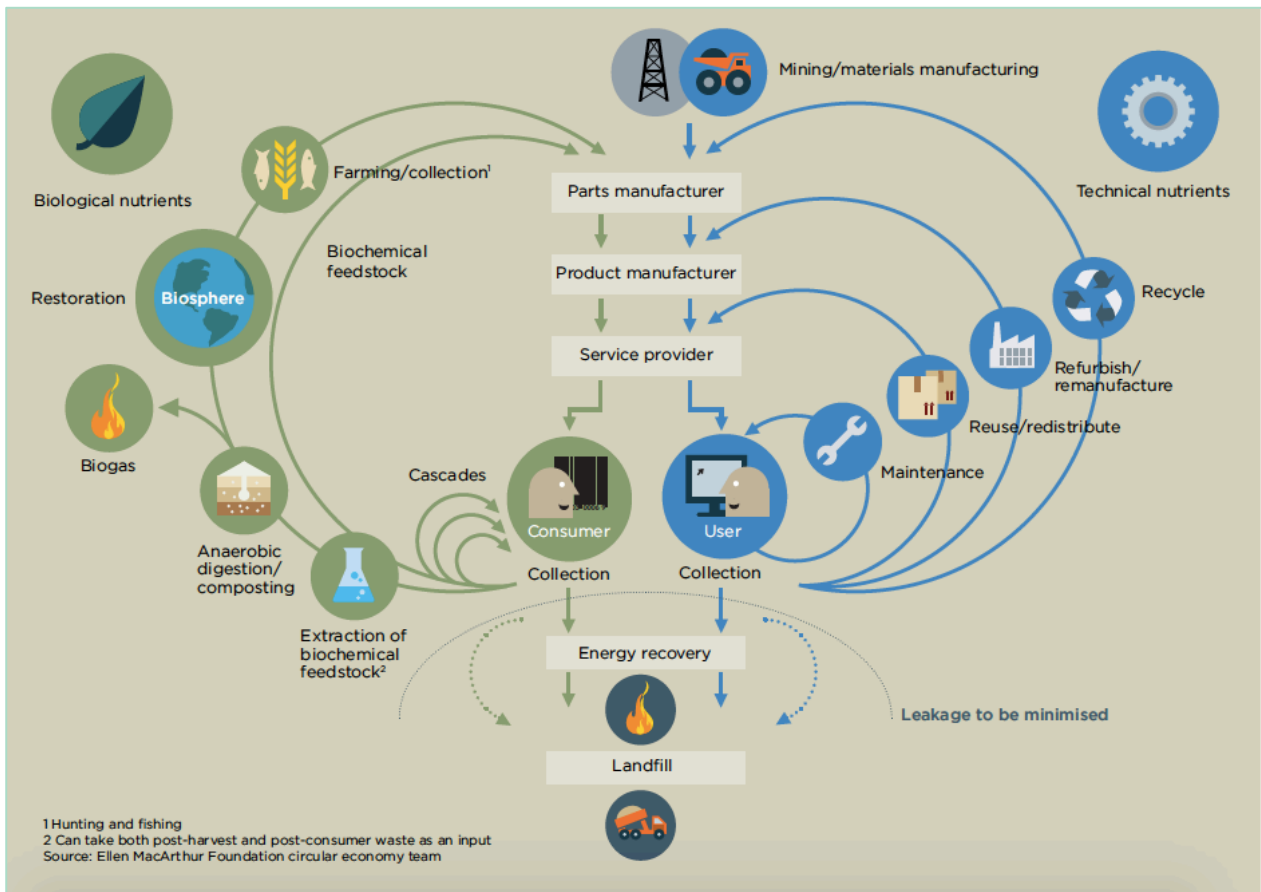 Mining/materials manufacturing
Biological nutrients
Technical nutrients
Farming/collection¹
Parts manufacturer
Biochemical
feedstock
Product manufacturer
Restoration
Biosphere
Recycle
Service provider
Refurbish/
remanufacture
Reuse/redistribute
Biogas
Cascades
Maintenance
Consumer
User
Anaerobic
digestion/
composting
Collection
Collection
Extraction of
biochemical
feedstock²
Energy recovery
Leakage to be minimised
Landfill
1 Hunting and fishing
2 Can take both post-harvest and post-consumer waste as an input
Source: Ellen MacArthur Foundation circular economy team